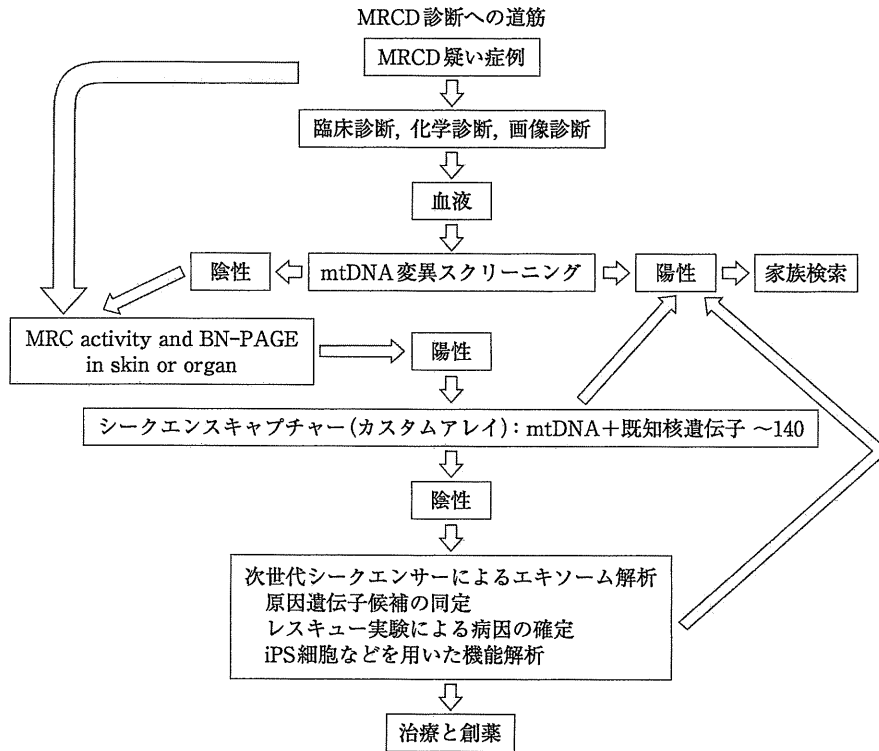 MRCD診断への道筋
MRCD疑い症例
臨床診断, 化学診断, 画像診断
血液
陰性
mtDNA変異スクリーニング
陽性
家族検索
MRC activity and BN-PAGE
in skin or organ
陽性
シークエンスキャプチャー(カスタムアレイ)：mtDNA＋既知核遺伝子 ～140
陰性
次世代シークエンサーによるエキソーム解析
原因遺伝子候補の同定
レスキュー実験による病因の確定
iPS細胞などを用いた機能解析
治療と創薬